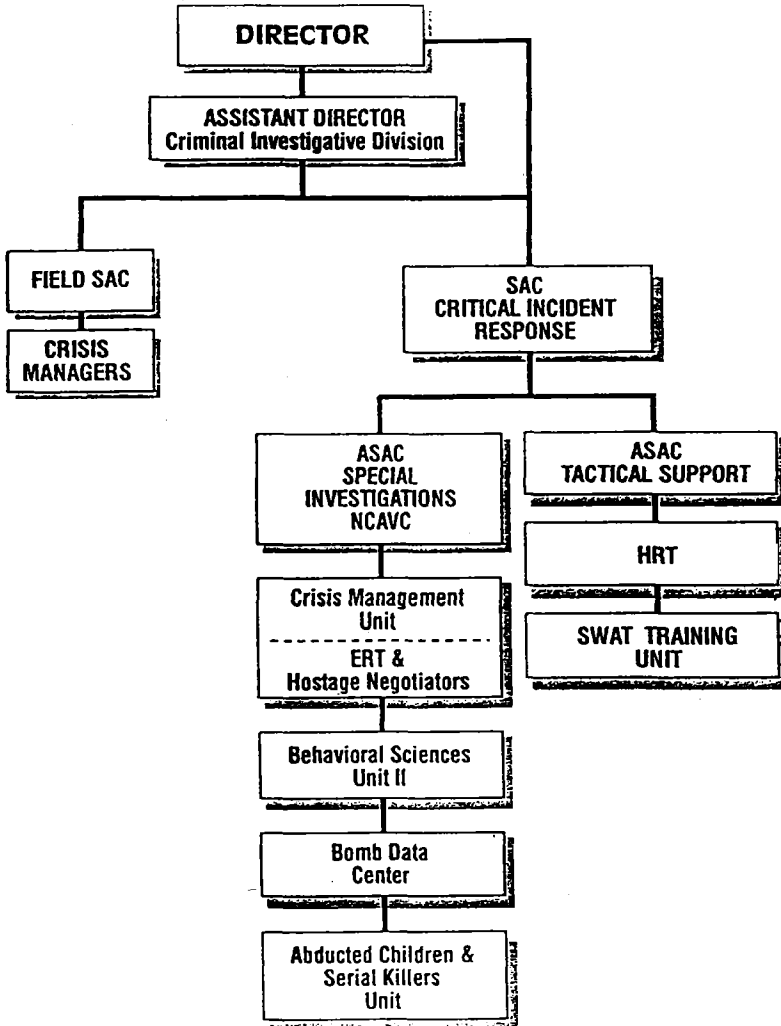 DIRECTOR
ASSISTANT DIRECTOR
Criminal Investigative Division
FIELD SAC
CRISIS
MANAGERS
SAC
CRITICAL INCIDENT
RESPONSE
ASAC
SPECIAL
INVESTIGATIONS
NCAVC
ASAC
TACTICAL SUPPORT
Crisis Management
Unit
ERT &
Hostage Negotiators
HRT
SWAT TRAINING
UNIT
Behavioral Sciences
Unit II
Bomb Data
Center
Abducted Children &
Serial Killers
Unit